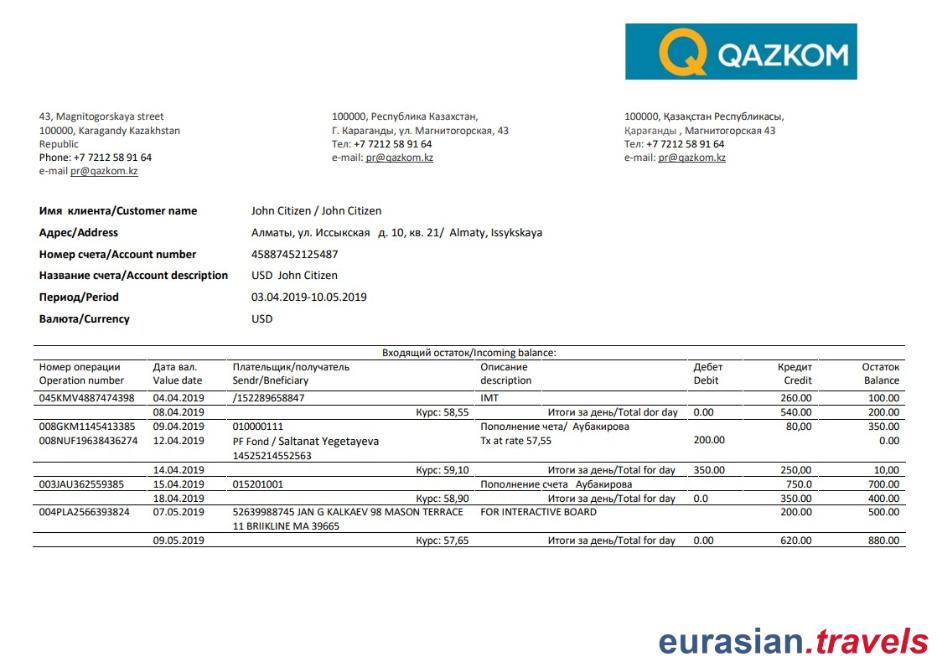 QAZKOM
43, Magnitogorskaya street
100000, Karagandy Kazakhstan
Republic
Phone: +7 7212 58 91 64
e-mail pr@qazkom.kz
100000, Республика Казахстан,
Г. Караганды, ул. Магнитогорская, 43
Тел: +7 7212 58 91 64
e-mail: pr@qazkom.kz
100000, Қазақстан Республикасы,
Қарағанды , Магнитогорская 43
Тел: +7 7212 58 91 64
e-mail: pr@qazkom.kz
Имя клиента/Customer name John Citizen / John Citizen
Адрес/Address Алматы, ул. Иссыкская д. 10, кв. 21/ Almaty, Issykskaya
Номер счета/Account number 45887452125487
Название счета/Account description USD John Citizen
Период/Period 03.04.2019-10.05.2019
Валюта/Currency USD
Входящий остаток/Incoming balance:
Номер операции Дата вал. Плательщик/получатель Описание Дебет Кредит Остаток
Operation number Value date Sendr/Bneficiary description Debit Credit Balance
045KMV4887474398 04.04.2019 /152289658847 IMT 260.00 100.00
08.04.2019 Курс: 58,55 Итоги за день/Total dor day 0.00 540.00 200.00
008GKM1145413385 09.04.2019 010000111 Пополнение чета/ Аубакирова 80,00 350.00
008NUF19638436274 12.04.2019 PF Fond / Saltanat Yegetayeva Tx at rate 57,55 200.00 0.00
14525214552563
14.04.2019 Курс: 59,10 Итоги за день/Total for day 350.00 250,00 10,00
003JAU362559385 15.04.2019 015201001 Пополнение счета Аубакирова 750.0 700.00
18.04.2019 Курс: 58,90 Итоги за день/Total for day 0.0 350.00 400.00
004PLA2566393824 07.05.2019 52639988745 JAN G KALKAEV 98 MASON TERRACE FOR INTERACTIVE BOARD 200.00 500.00
11 BRIIKLINE MA 39665
09.05.2019 Курс: 57,65 Итоги за день/Total for day 0.00 620.00 880.00
eurasian.travels